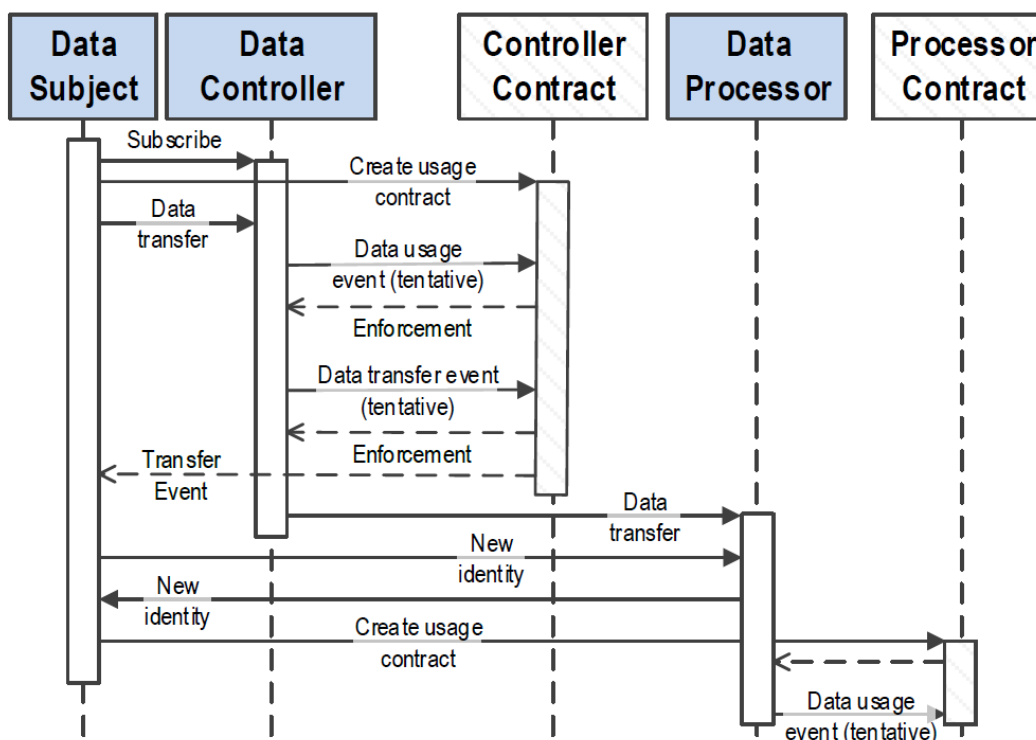 Data
Subject
Data
Controller
Controller
Contract
Data
Processor
Processor
Contract
Subscribe
Create usage
contract
Data
transfer
Data usage
event (tentative)
Enforcement
Data transfer event
(tentative)
Enforcement
Transfer
Event
Data
transfer
New
identity
New
identity
Create usage
contract
Data usage
event (tentative)